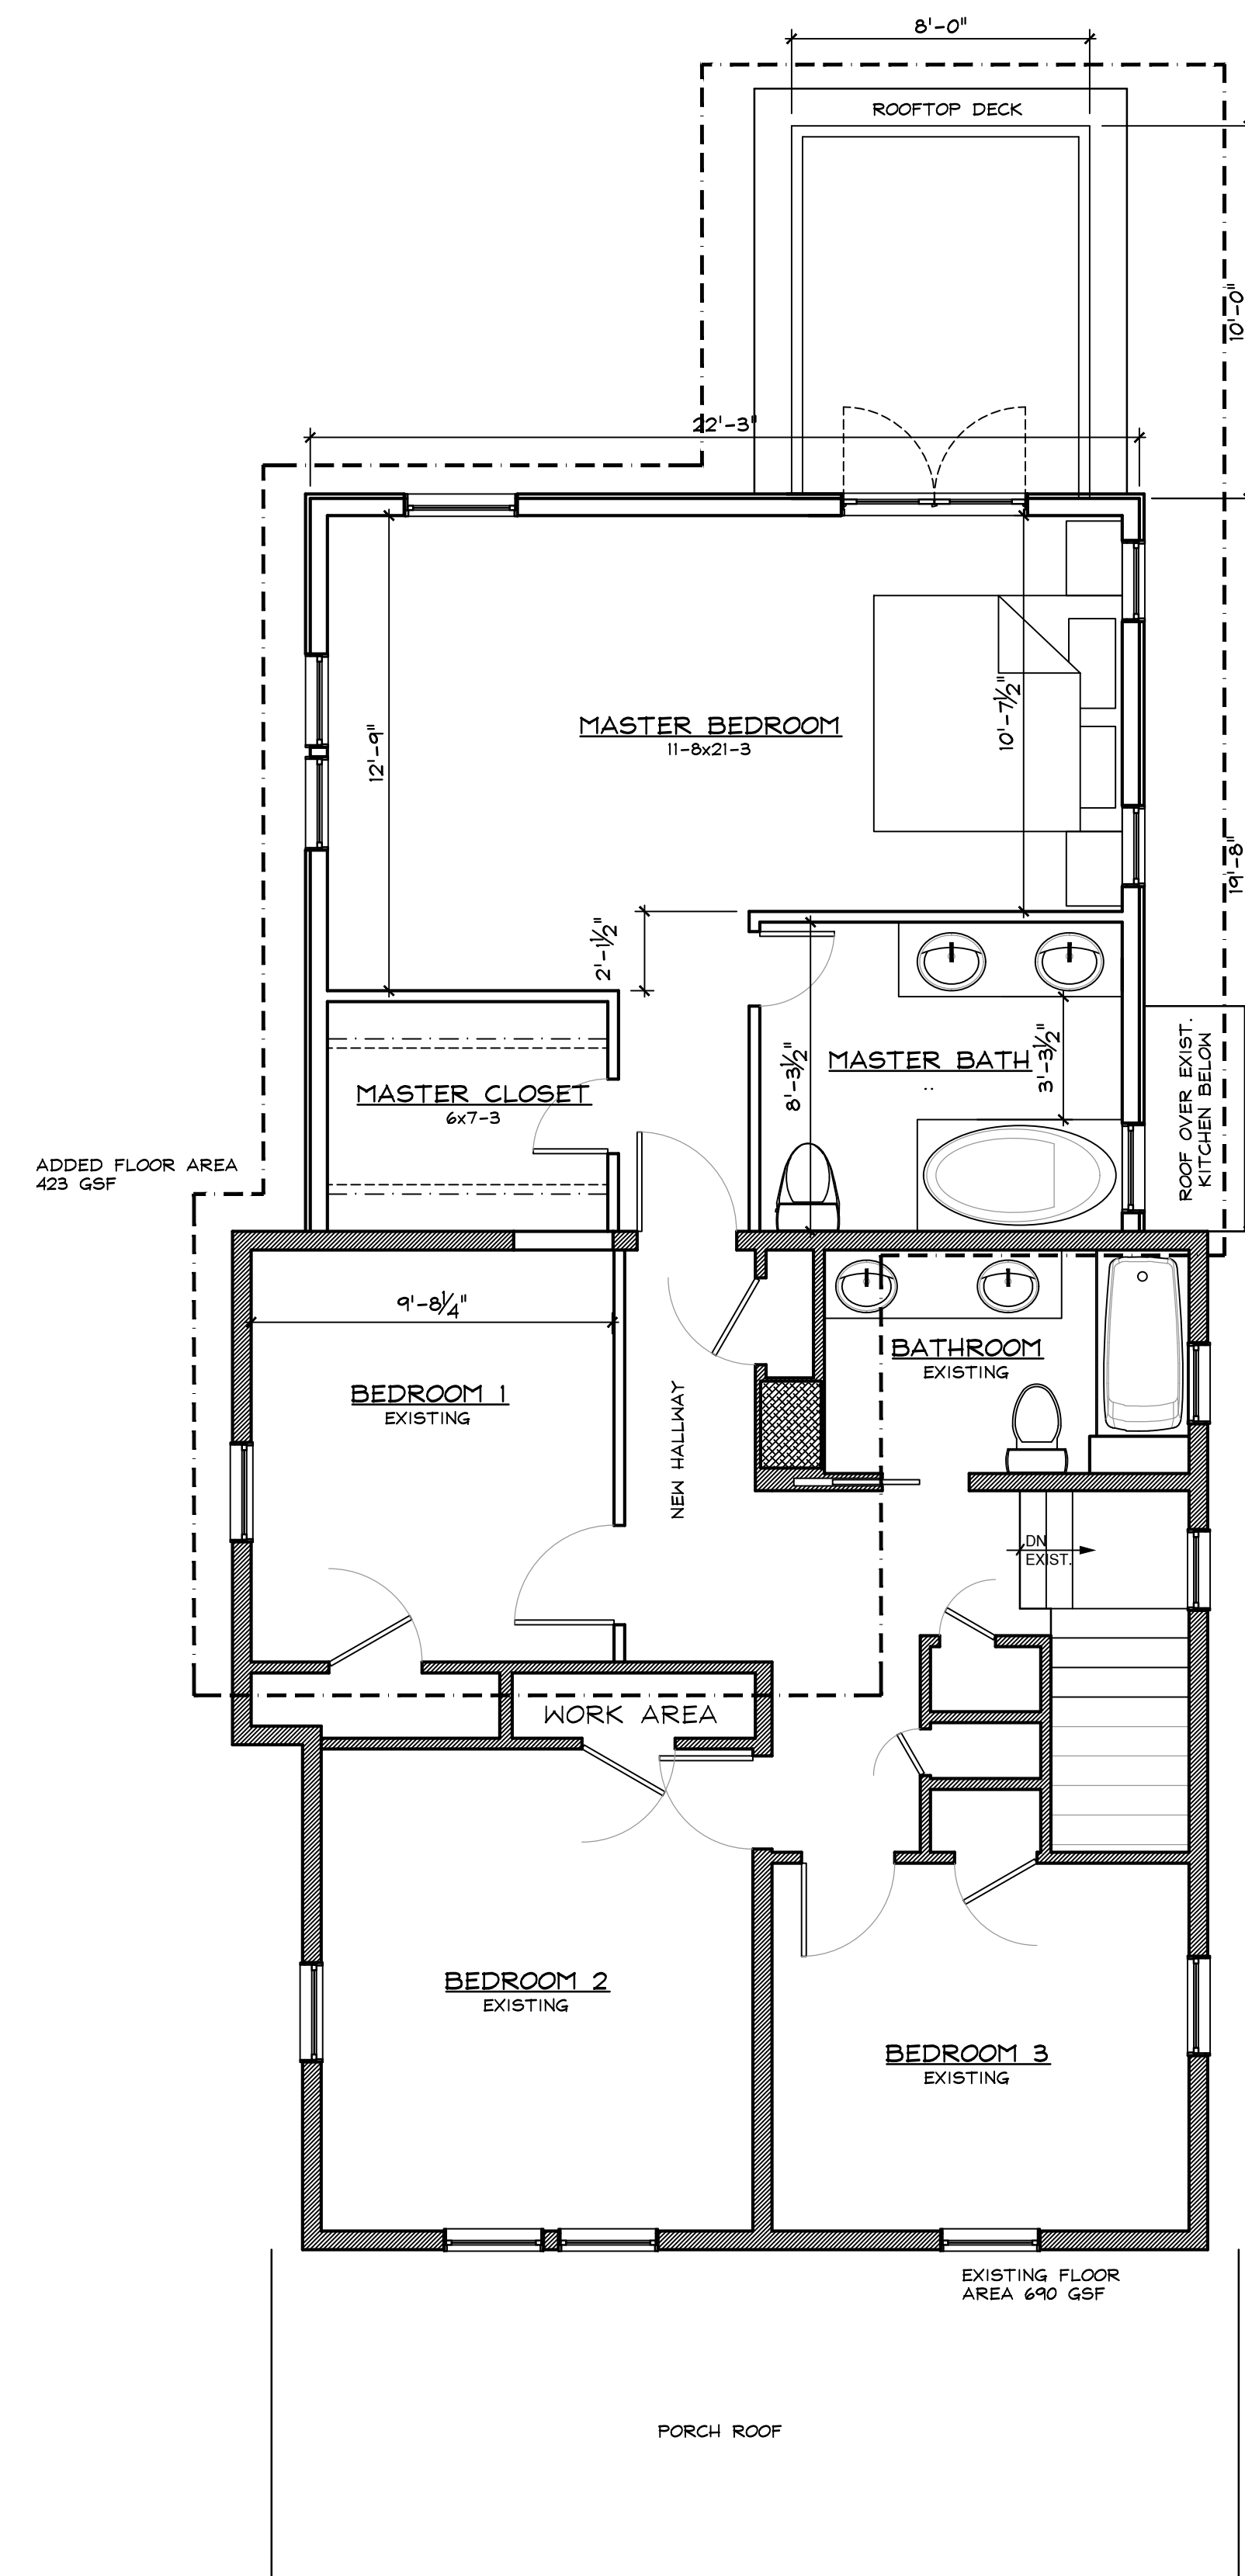 8'-0"
ROOFTOP DECK
10'-0"
22'-3"
MASTER BEDROOM
11-8x21-3
12'-9"
10'-7½"
19'-8"
2'-1½"
MASTER BATH
..
8'-3½"
3'-3½"
ROOF OVER EXIST.
KITCHEN BELOW
MASTER CLOSET
6x7-3
ADDED FLOOR AREA
423 GSF
9'-8¼"
BATHROOM
EXISTING
BEDROOM 1
EXISTING
NEW HALLWAY
DN
EXIST.
WORK AREA
BEDROOM 2
EXISTING
BEDROOM 3
EXISTING
EXISTING FLOOR
AREA 690 GSF
PORCH ROOF